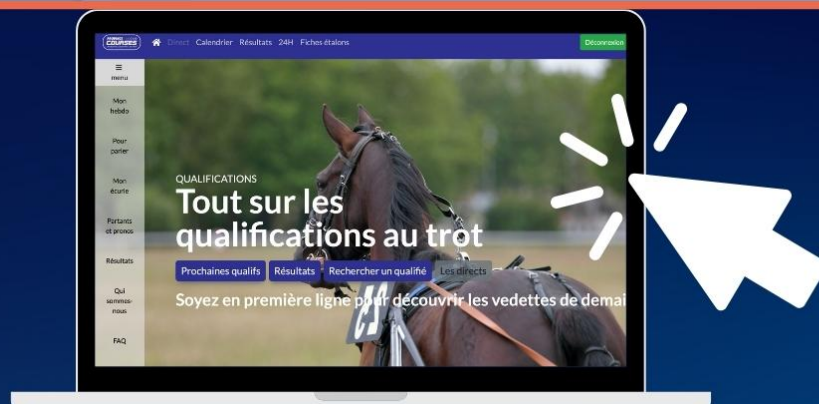 COURSES
Direct Calendrier Résultats 24H Fiches étalons
Déconnexion
menu
Mon
hebdo
Pour
parier
Mon
écurie
Partants
et pronos
Résultats
Qui
sommes-
nous
FAQ
QUALIFICATIONS
Tout sur les
qualifications au trot
Prochaines qualifs Résultats Rechercher un qualifié Les directs
Soyez en première ligne pour découvrir les vedettes de demai